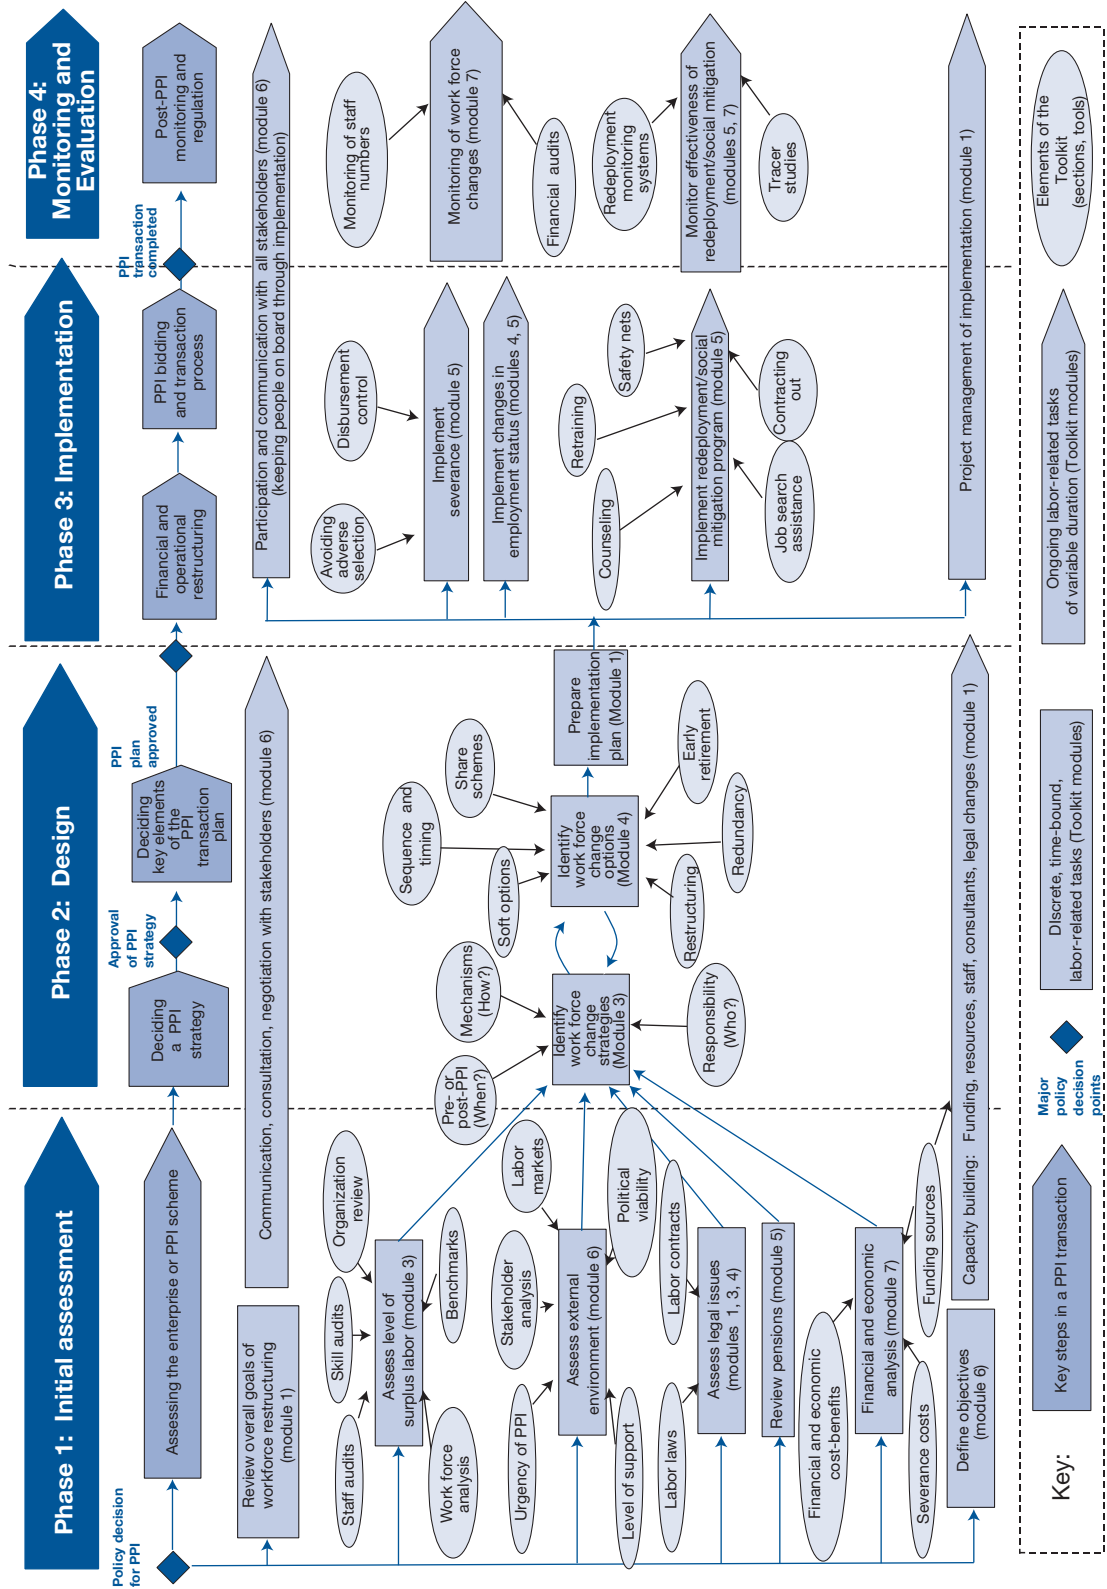 Phase 1: Initial assessment
Phase 2: Design
Phase 3: Implementation
Phase 4:
Monitoring and
Evaluation
Policy decision
for PPI
Assessing the enterprise or PPI scheme
Deciding
a PPI
strategy
Approval
of PPI
strategy
Deciding
key elements
of the PPI
transaction
plan
PPI
plan
approved
Financial and
operational
restructuring
PPI bidding
and transaction
process
PPI
transaction
completed
Post-PPI
monitoring and
regulation
Review overall goals of
workforce restructuring
(module 1)
Communication, consultation, negotiation with stakeholders (module 6)
Participation and communication with all stakeholders (module 6)
(keeping people on board through implementation)
Staff audits
Skill audits
Organization
review
Assess level of
surplus labor (module 3)
Work force
analysis
Benchmarks
Urgency of PPI
Stakeholder
analysis
Labor
markets
Assess external
environment (module 6)
Level of support
Political
viability
Labor laws
Labor contracts
Assess legal issues
(modules 1, 3, 4)
Review pensions (module 5)
Financial and economic
cost-benefits
Financial and economic
analysis (module 7)
Severance costs
Funding sources
Define objectives
(module 6)
Capacity building: Funding, resources, staff, consultants, legal changes (module 1)
Pre- or
post-PPI
(When?)
Mechanisms
(How?)
Identify
work force
change
strategies
(Module 3)
Responsibility
(Who?)
Soft options
Sequence and
timing
Share
schemes
Identify
work force
change
options
(Module 4)
Restructuring
Redundancy
Early
retirement
Prepare
implementation
plan (Module 1)
Avoiding
adverse
selection
Disbursement
control
Implement
severance (module 5)
Implement changes in
employment status (modules 4, 5)
Counseling
Retraining
Safety nets
Implement redeployment/social
mitigation program (module 5)
Job search
assistance
Contracting
out
Project management of implementation (module 1)
Monitoring of staff
numbers
Monitoring of work force
changes (module 7)
Financial audits
Redeployment
monitoring
systems
Monitor effectiveness of
redeployment/social mitigation
(modules 5, 7)
Tracer
studies
Key:
Key steps in a PPI transaction
Major
policy
decision
points
DIscrete, time-bound,
labor-related tasks (Toolkit modules)
Ongoing labor-related tasks
of variable duration (Toolkit modules)
Elements of the
Toolkit
(sections, tools)